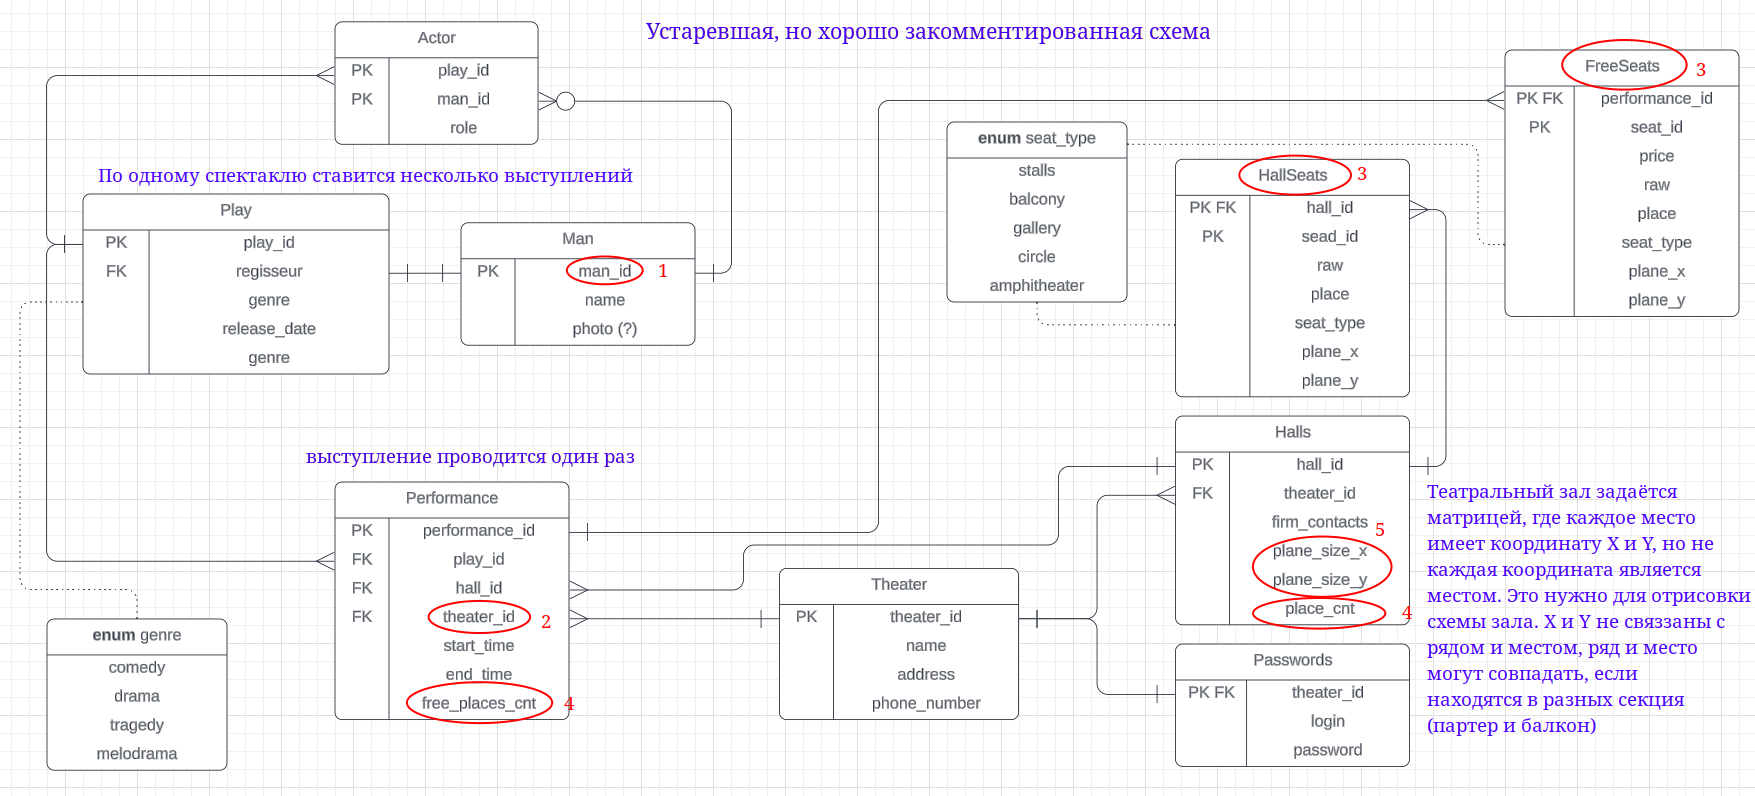 Устаревшая, но хорошо закомментированная схема
Actor
PK play_id
PK man_id
role
FreeSeats 3
PK FK performance_id
PK seat_id
price
raw
place
seat_type
plane_x
plane_y
enum seat_type
stalls
balcony
gallery
circle
amphitheater
HallSeats 3
PK FK hall_id
PK sead_id
raw
place
seat_type
plane_x
plane_y
По одному спектаклю ставится несколько выступлений
Play
PK play_id
FK regisseur
genre
release_date
genre
Man
PK man_id 1
name
photo (?)
Halls
PK hall_id
FK theater_id
firm_contacts
5
plane_size_x
plane_size_y
place_cnt 4
Театральный зал задаётся
матрицей, где каждое место
имеет координату X и Y, но не
каждая координата является
местом. Это нужно для отрисовки
схемы зала. X и Y не связзаны с
рядом и местом, ряд и место
могут совпадать, если
находятся в разных секция
(партер и балкон)
выступление проводится один раз
Performance
PK performance_id
FK play_id
FK hall_id
FK theater_id 2
start_time
end_time
free_places_cnt 4
Theater
PK theater_id
name
address
phone_number
Passwords
PK FK theater_id
login
password
enum genre
comedy
drama
tragedy
melodrama